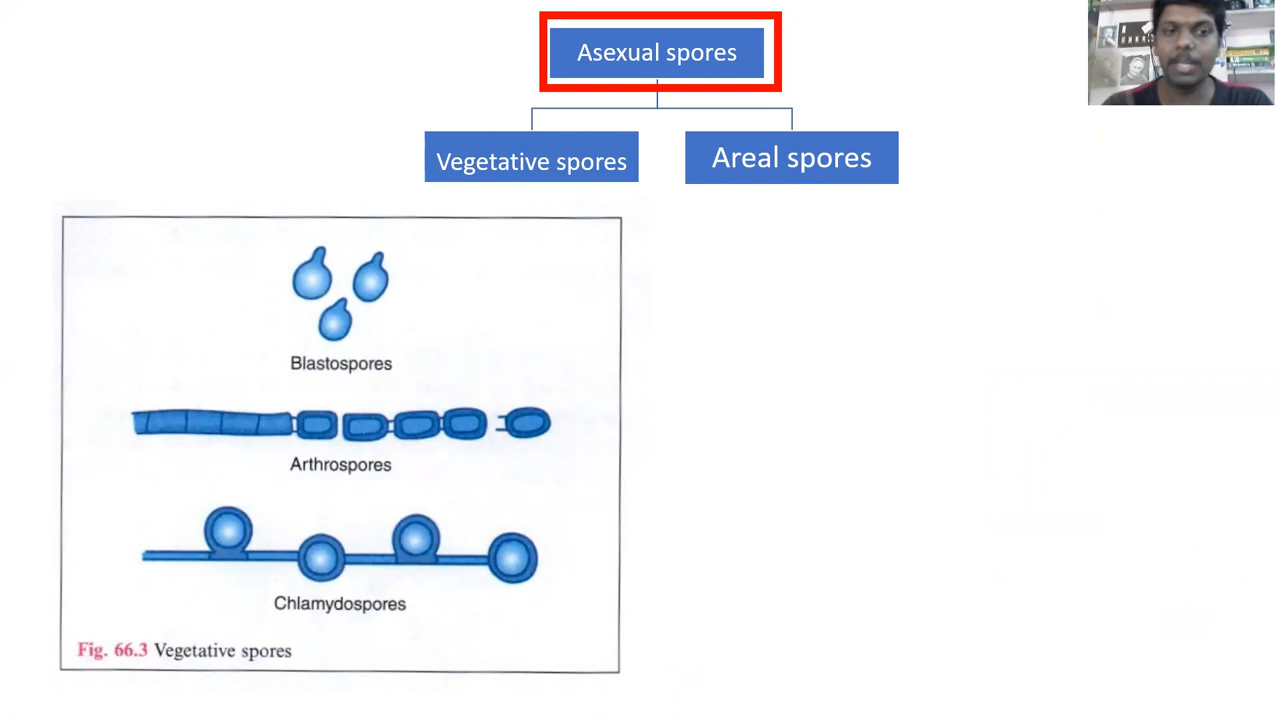 Asexual spores
Vegetative spores
Areal spores
Blastospores
Arthrospores
Chlamydospores
Fig. 66.3 Vegetative spores